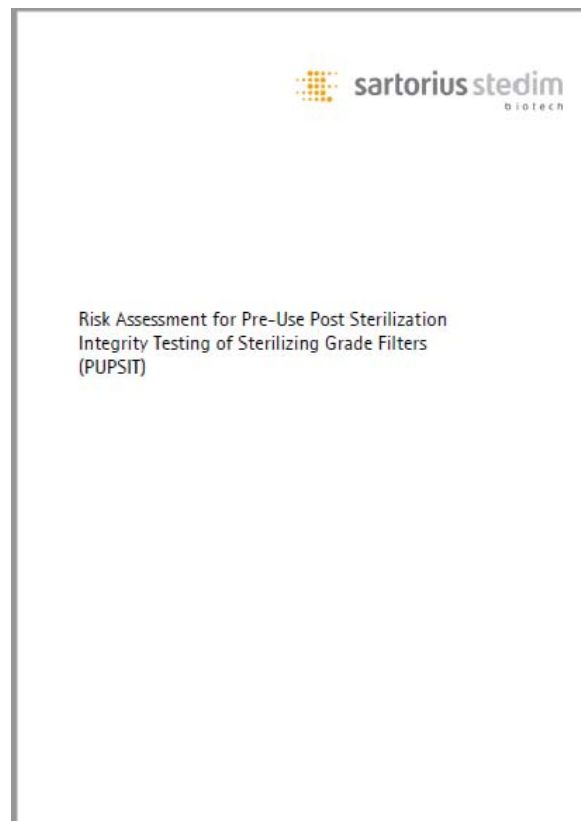 sartorius stedim
biotech
Risk Assessment for Pre-Use Post Sterilization
Integrity Testing of Sterilizing Grade Filters
(PUPSIT)